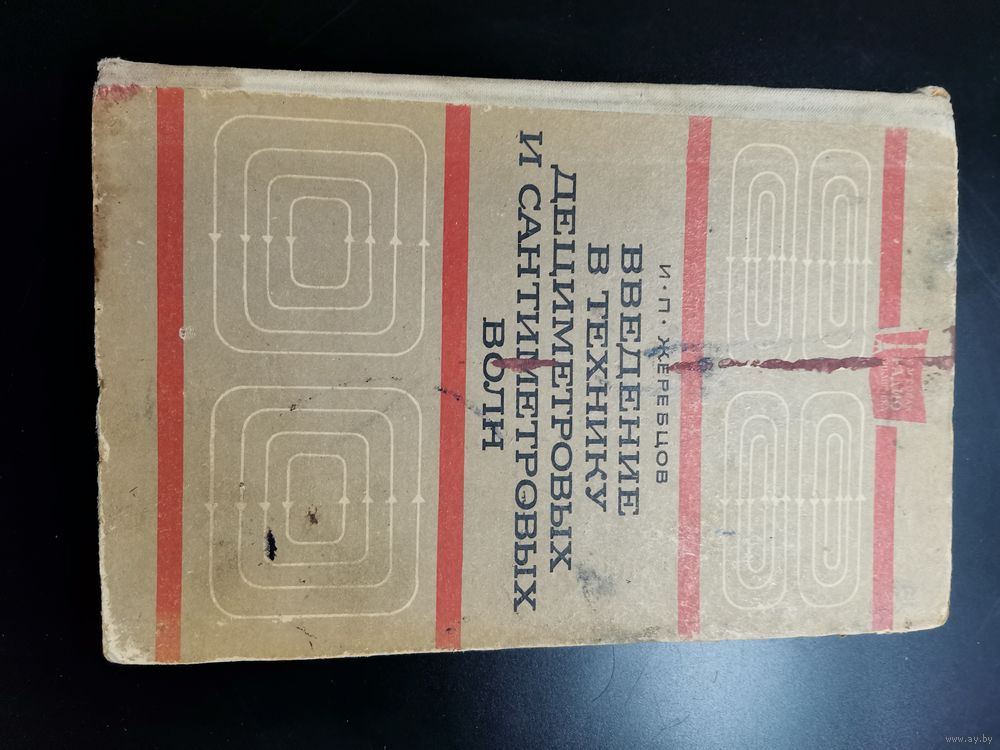 И·П·ЖЕРЕБЦОВ
ВВЕДЕНИЕ
В ТЕХНИКУ
ДЕЦИМЕТРОВЫХ
И САНТИМЕТРОВЫХ
ВОЛН
www.ay.by